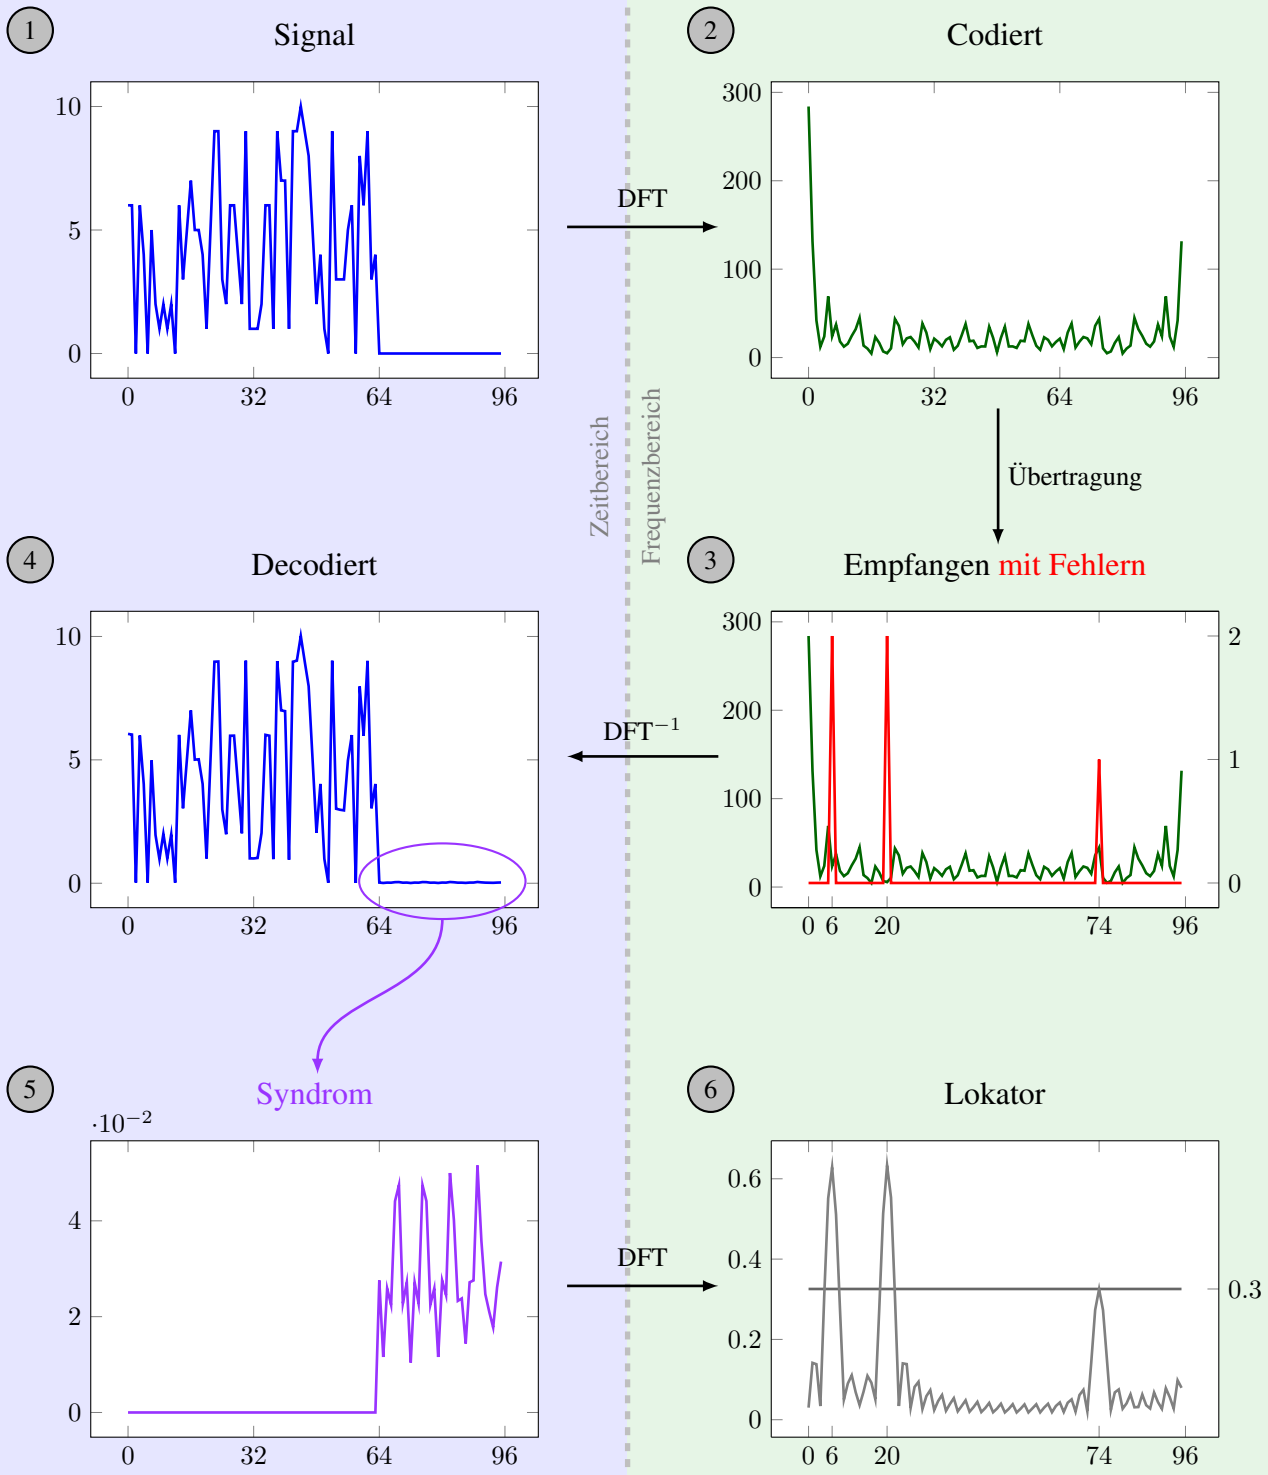 1
Signal
10
5
0
0 32 64 96
DFT
2
Codiert
300
200
100
0
0 32 64 96
Zeitbereich
Frequenzbereich
Übertragung
4
Decodiert
10
5
0
0 32 64 96
DFT⁻¹
3
Empfangen mit Fehlern
300
200
100
0
2
1
0
0 6 20 74 96
5
Syndrom
·10⁻²
4
2
0
0 32 64 96
DFT
6
Lokator
0.6
0.4
0.2
0
0.3
0 6 20 74 96